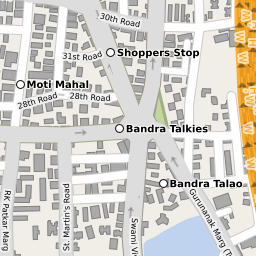 30th Road
Shoppers Stop
31st Road
Moti Mahal
28th Road
28th Road
Bandra Talkies
Bandra Talao
RK Patkar Marg
St. Martin's Road
Swami Vi
Gurunanak Marg (T